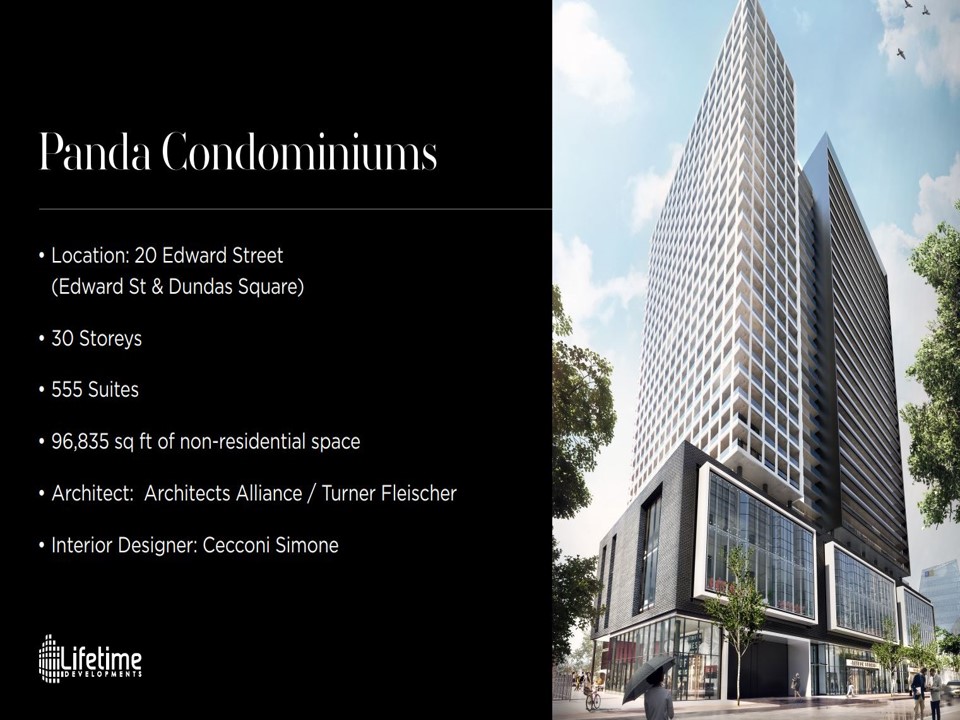 Panda Condominiums
• Location: 20 Edward Street
(Edward St & Dundas Square)
• 30 Storeys
• 555 Suites
• 96,835 sq ft of non-residential space
• Architect: Architects Alliance / Turner Fleischer
• Interior Designer: Cecconi Simone
Lifetime
DEVELOPMENTS